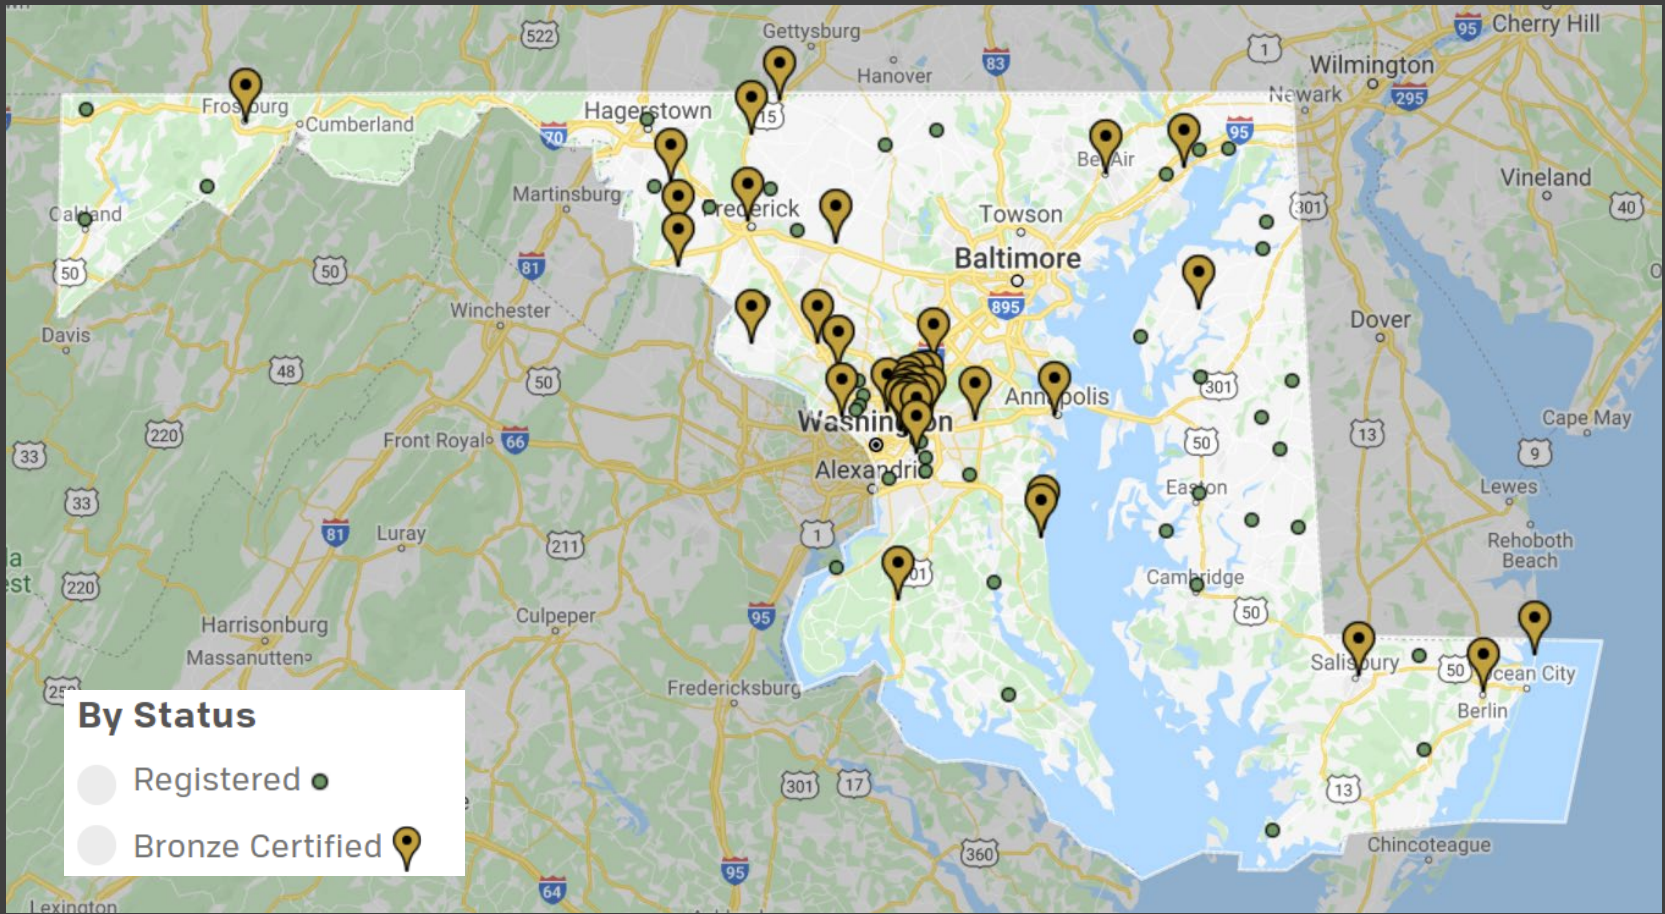 522
Gettysburg
Hanover
83
1
95
Cherry Hill
Wilmington
Newark
295
Frostburg
Cumberland
Hagerstown
70
15
95
Bel Air
Martinsburg
Vineland
301
40
Oakland
Frederick
Towson
50
50
81
Baltimore
895
Winchester
Davis
Dover
48
50
301
Annapolis
Washington
Cape May
220
33
Front Royal
66
50
13
9
Alexandria
Easton
Lewes
33
81
Luray
211
1
Rehoboth
Beach
220
Cambridge
50
Culpeper
95
Harrisonburg
Massanutten
Salisbury
50
Ocean City
Berlin
Fredericksburg
By Status
Registered
Bronze Certified
301
17
13
360
Chincoteague
95
64
Lexington